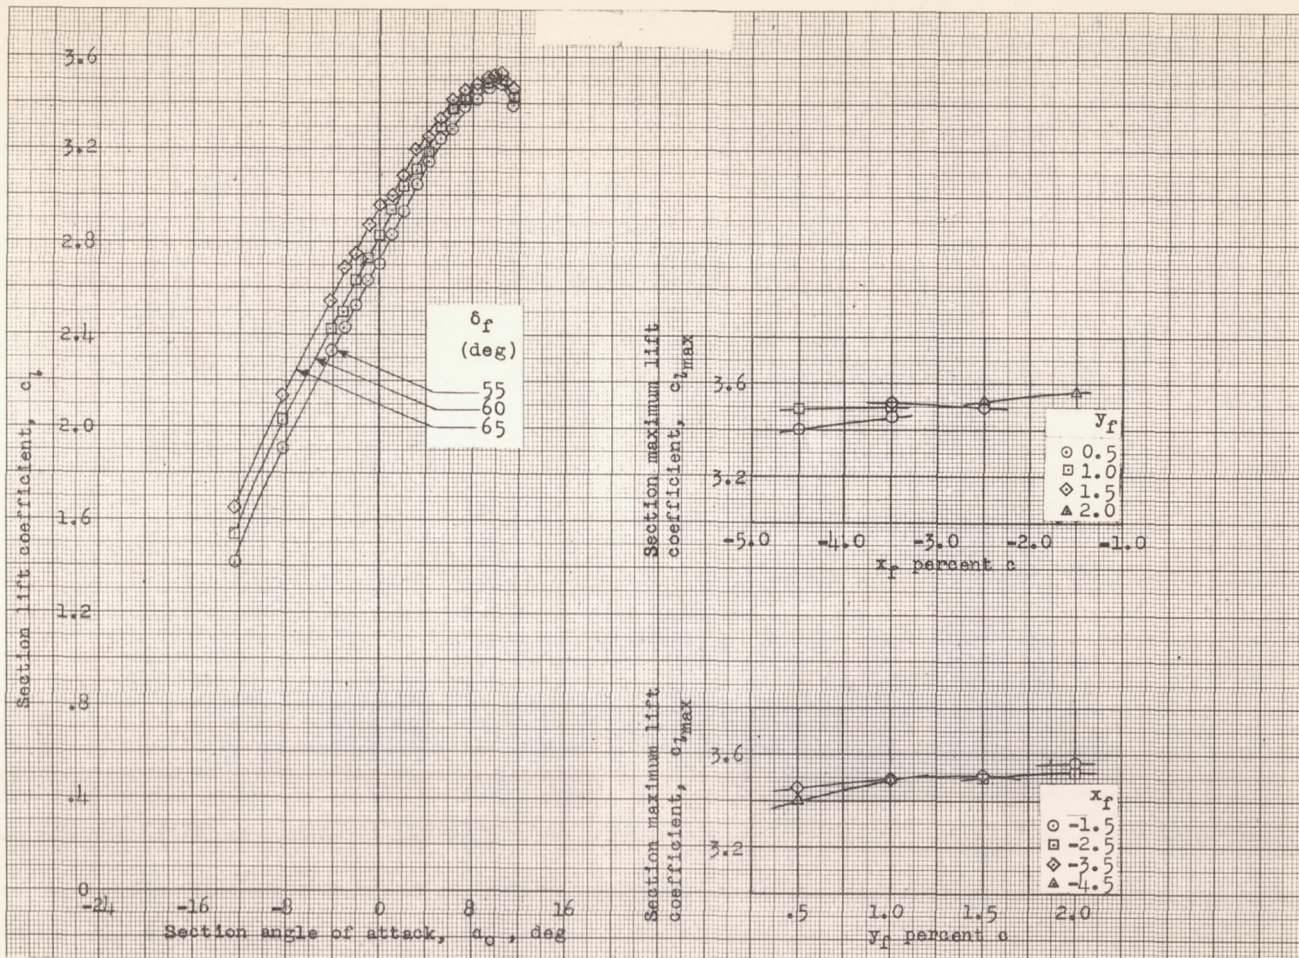 3.6
3.2
2.8
2.4
2.0
1.6
1.2
.8
.4
0
Section lift coefficient, cl
-24 -16 -8 0 8 16
Section angle of attack, αo, deg
δf
(deg)
55
60
65
Section maximum lift
coefficient, clmax
3.6
3.2
-5.0 -4.0 -3.0 -2.0 -1.0
xf percent c
yf
0.5
1.0
1.5
2.0
Section maximum lift
coefficient, clmax
3.6
3.2
.5 1.0 1.5 2.0
yf percent c
xf
-1.5
-2.5
-3.5
-4.5